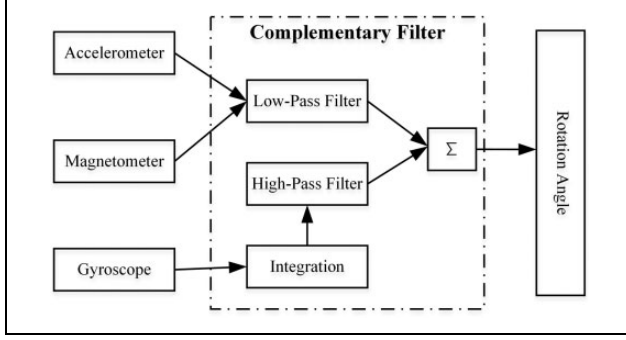 Complementary Filter
Accelerometer
Low-Pass Filter
Magnetometer
Σ
High-Pass Filter
Gyroscope
Integration
Rotation Angle